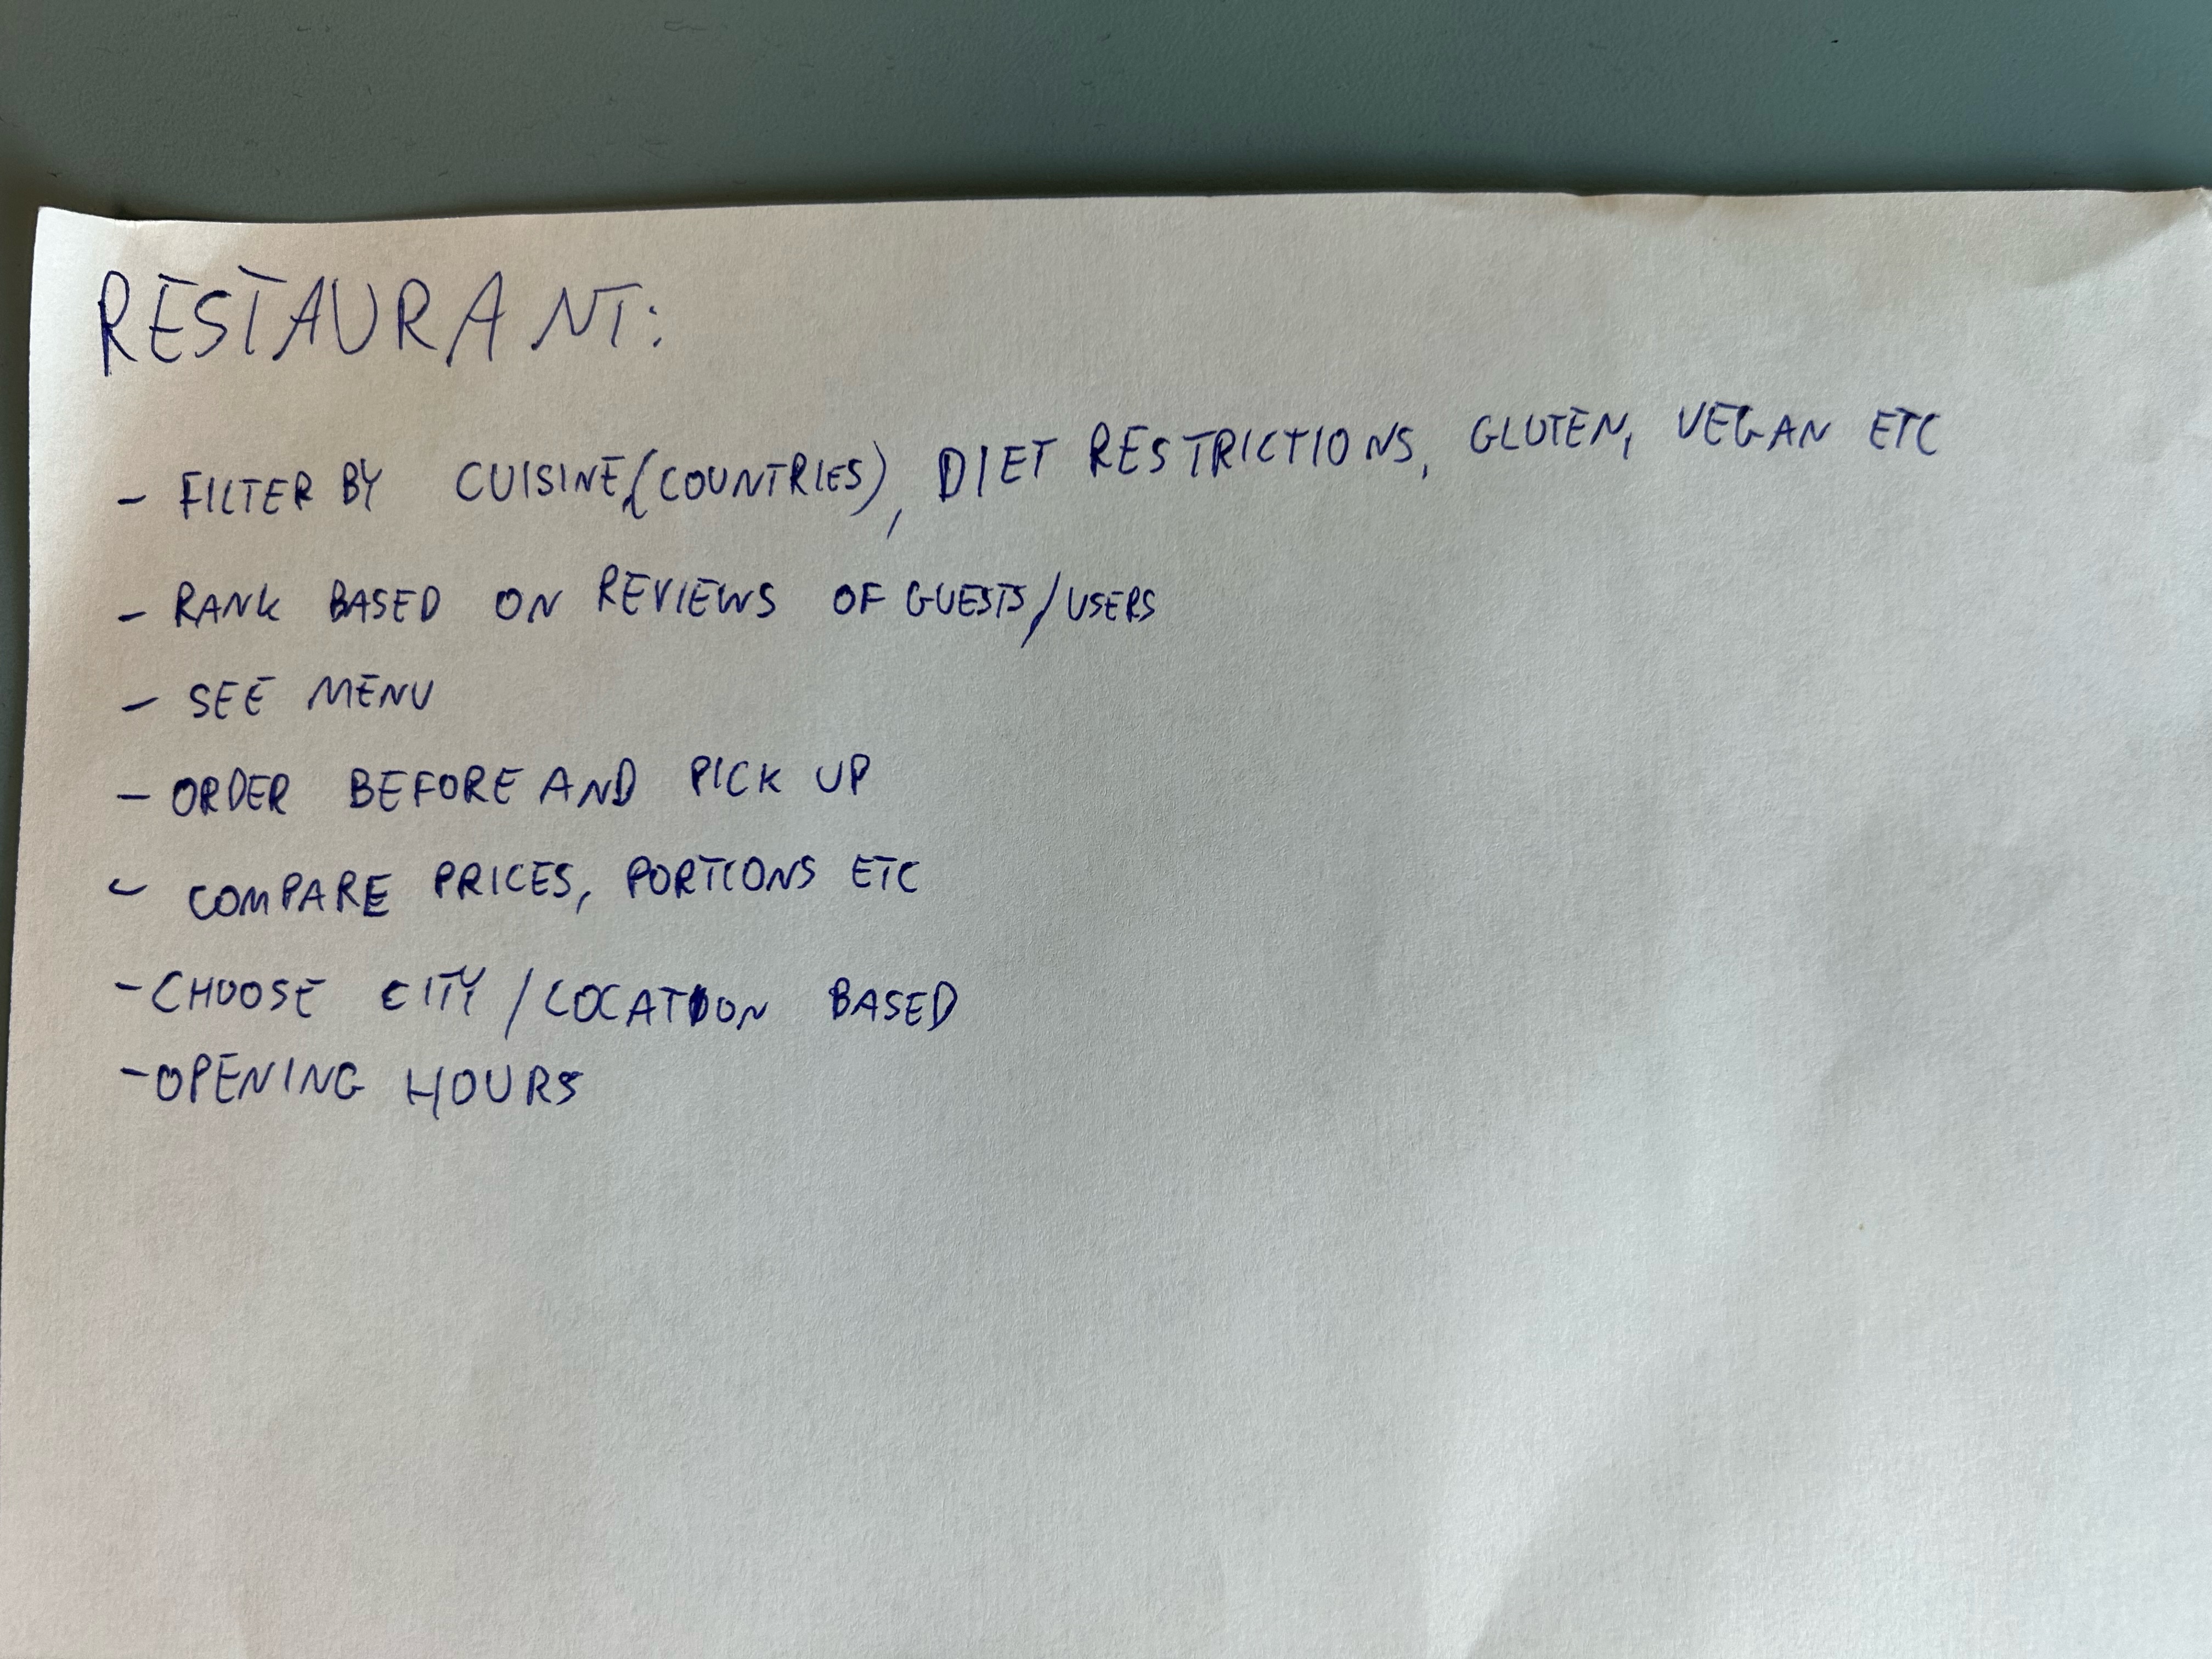 RESTAURANT:
- FILTER BY CUISINE (COUNTRIES), DIET RESTRICTIONS, GLUTEN, VEGAN ETC
- RANK BASED ON REVIEWS OF GUESTS/USERS
- SEE MENU
- ORDER BEFORE AND PICK UP
- COMPARE PRICES, PORTIONS ETC
- CHOOSE CITY/LOCATION BASED
- OPENING HOURS